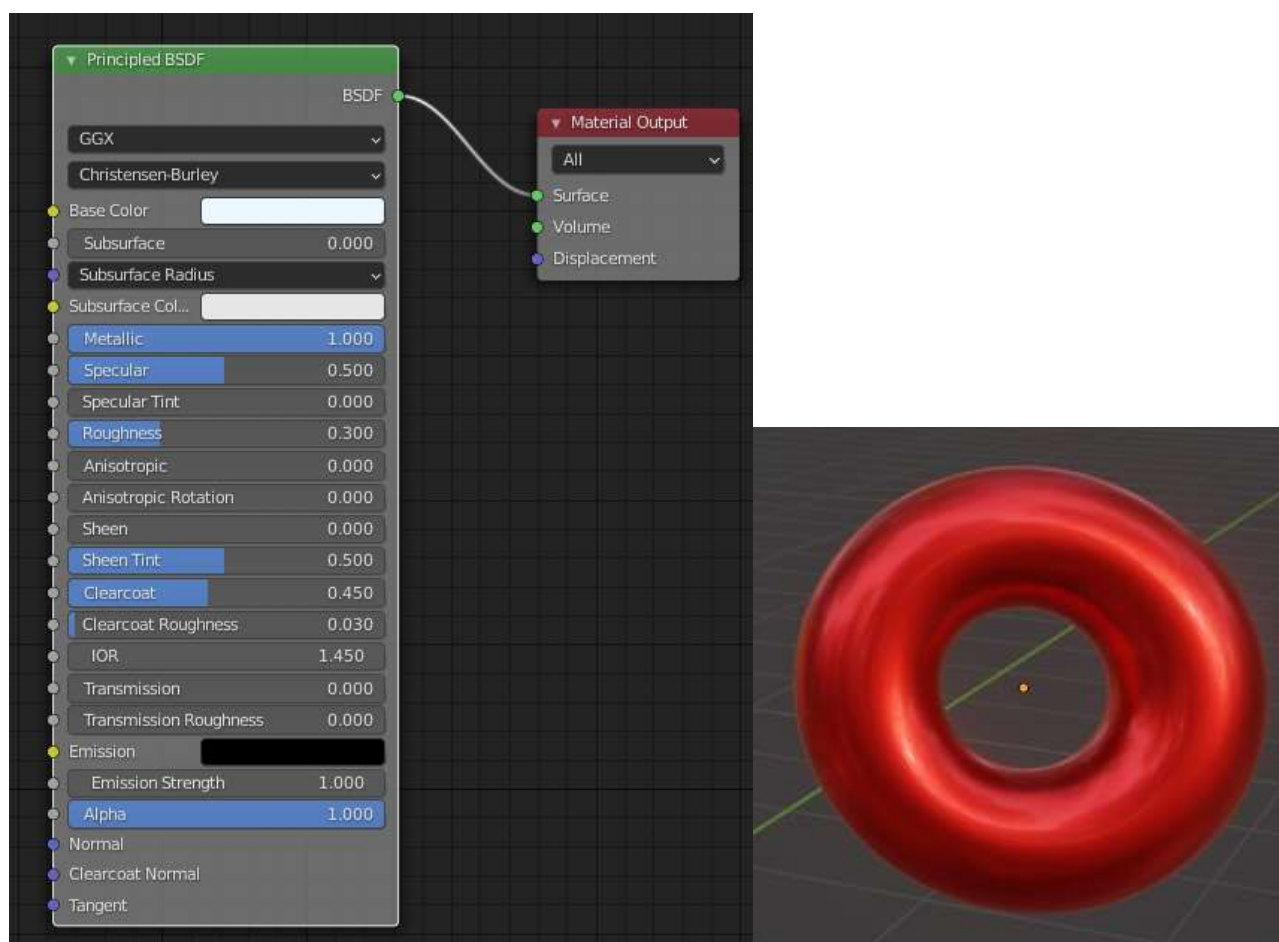 Principled BSDF
BSDF
GGX
Christensen-Burley
Base Color
Subsurface 0.000
Subsurface Radius
Subsurface Col...
Metallic 1.000
Specular 0.500
Specular Tint 0.000
Roughness 0.300
Anisotropic 0.000
Anisotropic Rotation 0.000
Sheen 0.000
Sheen Tint 0.500
Clearcoat 0.450
Clearcoat Roughness 0.030
IOR 1.450
Transmission 0.000
Transmission Roughness 0.000
Emission
Emission Strength 1.000
Alpha 1.000
Normal
Clearcoat Normal
Tangent
Material Output
All
Surface
Volume
Displacement